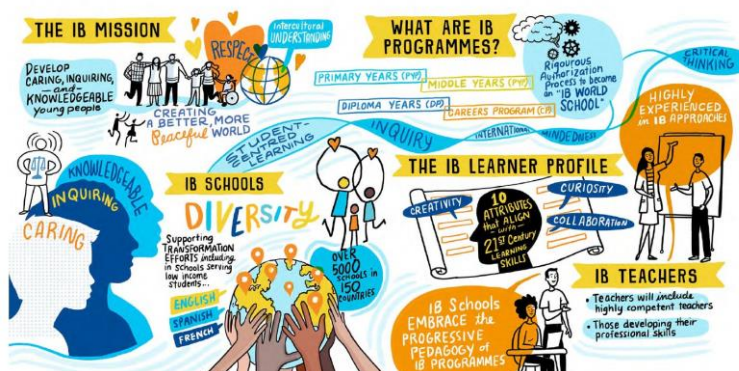 THE IB MISSION
DEVELOP
CARING, INQUIRING,
and
KNOWLEDGEABLE
young people
RESPECT
Intercultural
UNDERSTANDING
CREATING
A BETTER, MORE
Peaceful WORLD
KNOWLEDGEABLE
INQUIRING
CARING
IB SCHOOLS
DIVERSITY
Supporting
TRANSFORMATION
EFFORTS including
in SCHOOLS SERVING
low income
STUDENTS...
ENGLISH
SPANISH
FRENCH
OVER
5000
SCHOOLS in
150
COUNTRIES
WHAT ARE IB
PROGRAMMES?
PRIMARY YEARS (PYP)
MIDDLE YEARS (PYP)
DIPLOMA YEARS (DP)
CAREERS PROGRAM
Rigourous
Authorization
Process to become
an "IB WORLD
SCHOOL"
STUDENT-
CENTRED
LEARNING
INQUIRY
INTERNATIONAL MINDEDNESS
CRITICAL
THINKING
THE IB LEARNER PROFILE
CREATIVITY
10
ATTRIBUTES
that ALIGN
with
21ST Century
LEARNING
SKILLS
CURIOSITY
COLLABORATION
IB Schools
EMBRACE the
PROGRESSIVE
PEDAGOGY of
IB PROGRAMMES
HIGHLY
EXPERIENCED
in IB APPROACHES
IB TEACHERS
• Teachers will include
highly competent teachers
• Those developing their
professional skills